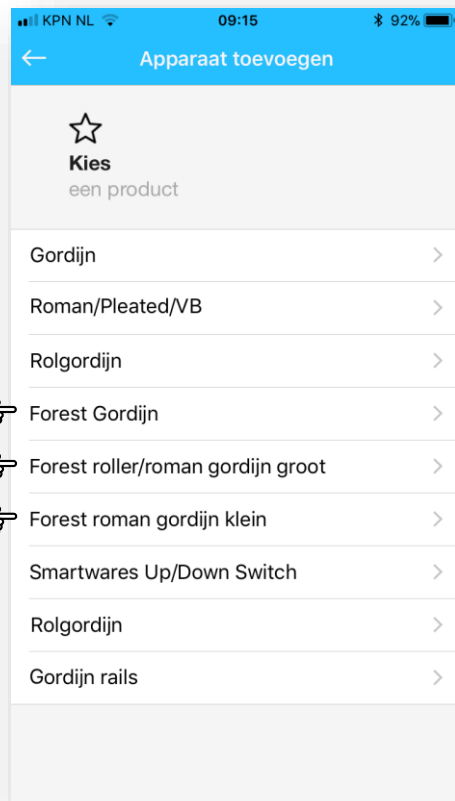 KPN NL 09:15 92%
Apparaat toevoegen
Kies
een product
Gordijn
Roman/Pleated/VB
Rolgordijn
Forest Gordijn
Forest roller/roman gordijn groot
Forest roman gordijn klein
Smartwares Up/Down Switch
Rolgordijn
Gordijn rails